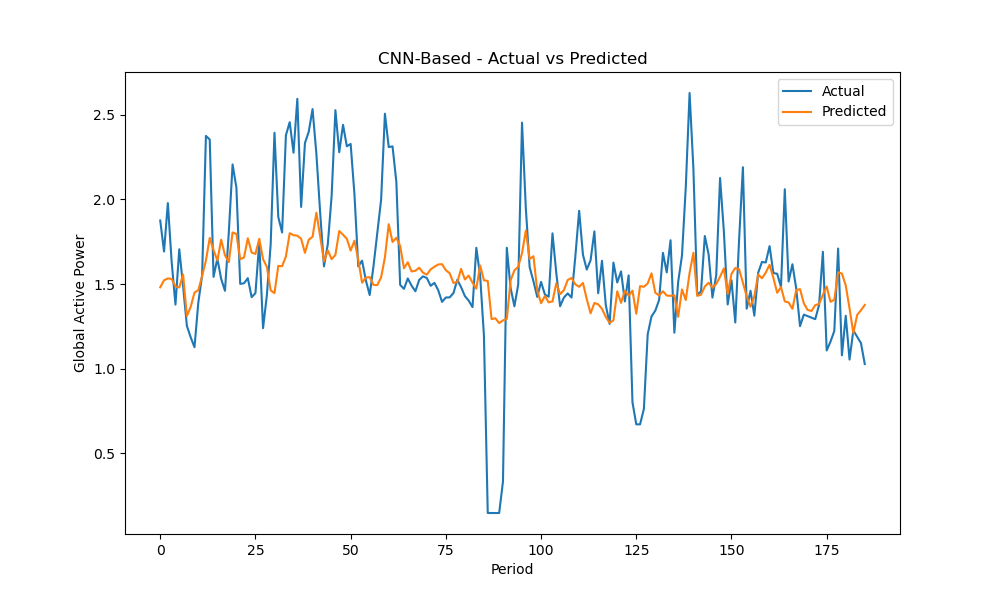 CNN-Based - Actual vs Predicted
Actual
Predicted
Global Active Power
2.5
2.0
1.5
1.0
0.5
0 25 50 75 100 125 150 175
Period